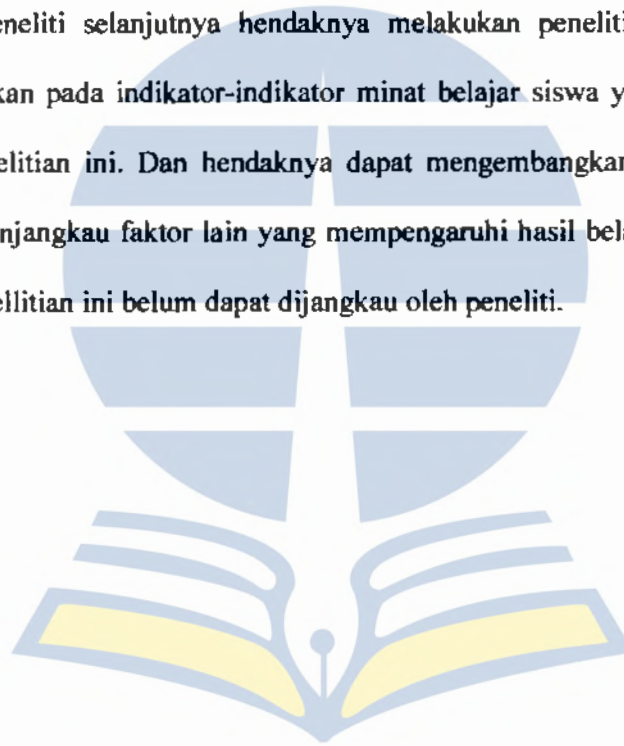 eneliti selanjutnya hendaknya melakukan peneliti
kan pada indikator-indikator minat belajar siswa y
elitian ini. Dan hendaknya dapat mengembangkan
njangkau faktor lain yang mempengaruhi hasil bela
ellitian ini belum dapat dijangkau oleh peneliti.